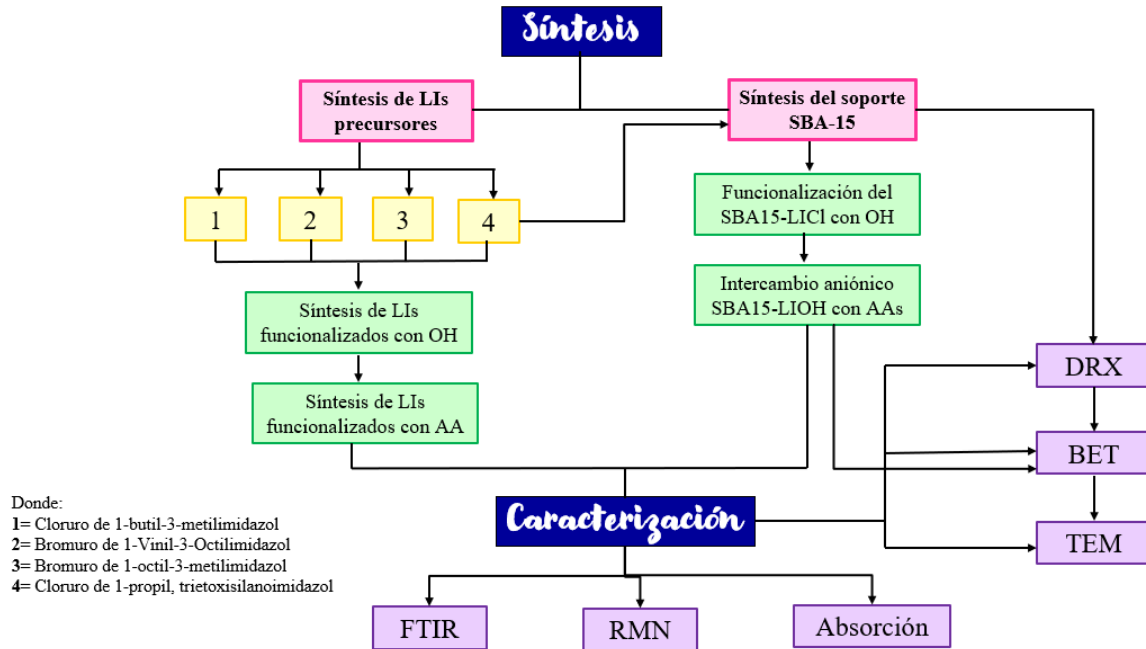 Síntesis
Síntesis de LIs
precursores
Síntesis del soporte
SBA-15
1
2
3
4
Funcionalización del
SBA15-LICl con OH
Intercambio aniónico
SBA15-LIOH con AAs
Síntesis de LIs
funcionalizados con OH
Síntesis de LIs
funcionalizados con AA
DRX
BET
TEM
Caracterización
Donde:
1= Cloruro de 1-butil-3-metilimidazol
2= Bromuro de 1-Vinil-3-Octilimidazol
3= Bromuro de 1-octil-3-metilimidazol
4= Cloruro de 1-propil, trietoxisilanoimidazol
FTIR
RMN
Absorción